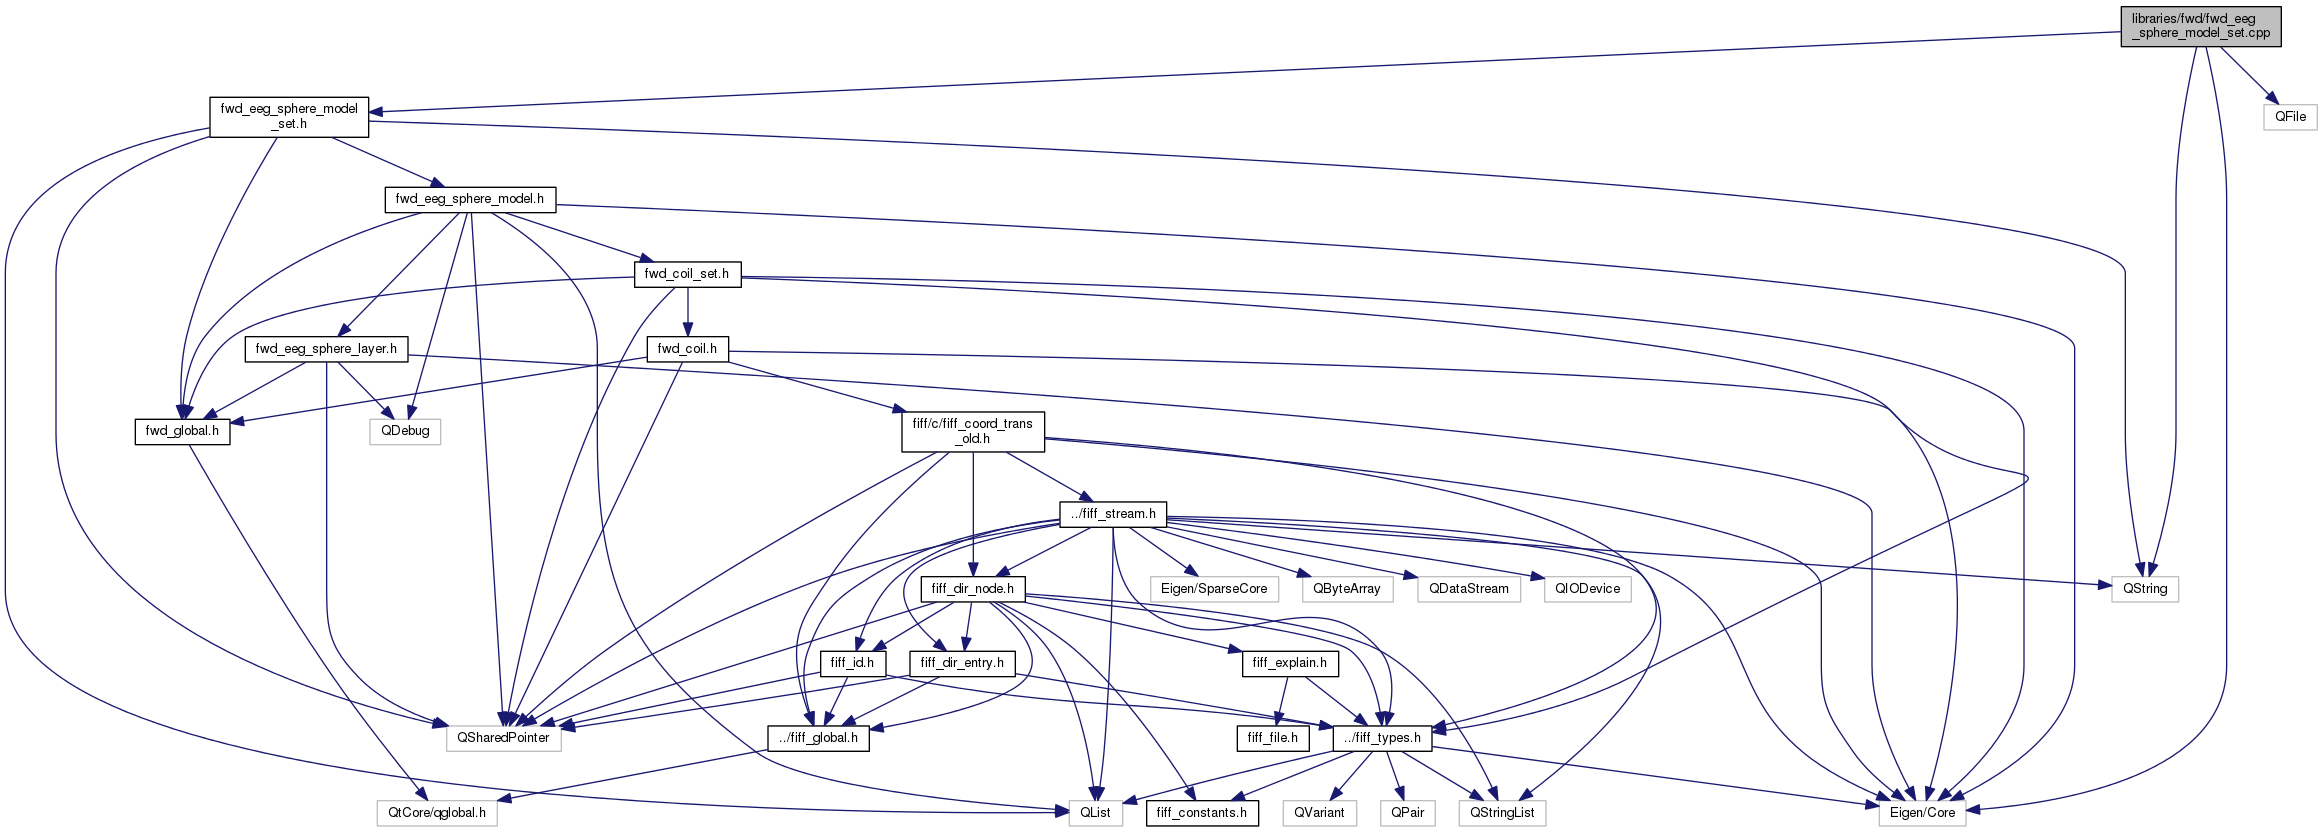 libraries/fwd/fwd_eeg
_sphere_model_set.cpp
fwd_eeg_sphere_model
_set.h
QFile
fwd_eeg_sphere_model.h
fwd_coil_set.h
fwd_eeg_sphere_layer.h
fwd_coil.h
fwd_global.h
QDebug
fiff/c/fiff_coord_trans
_old.h
../fiff_stream.h
fiff_dir_node.h
Eigen/SparseCore
QByteArray
QDataStream
QIODevice
QString
fiff_id.h
fiff_dir_entry.h
fiff_explain.h
QSharedPointer
../fiff_global.h
fiff_file.h
../fiff_types.h
QtCore/qglobal.h
QList
fiff_constants.h
QVariant
QPair
QStringList
Eigen/Core